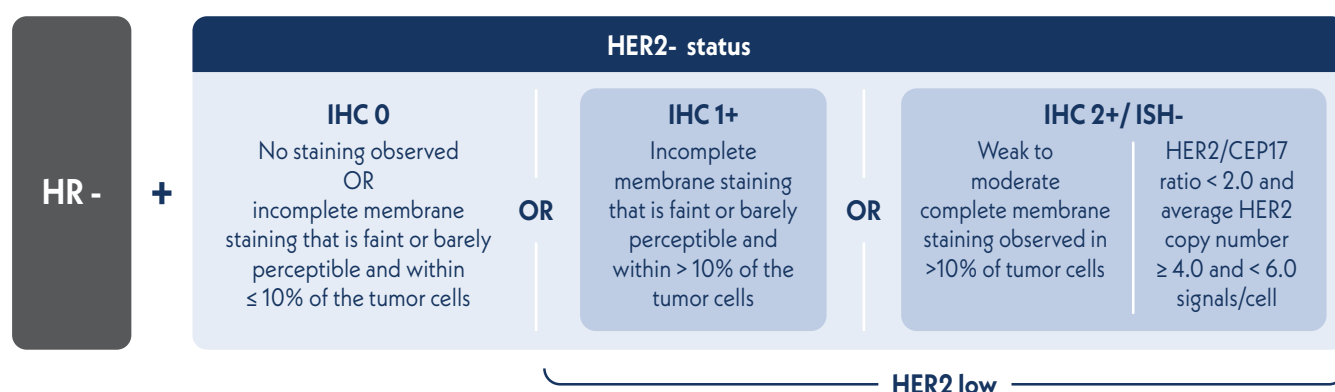 HER2- status
HR -
+
IHC 0
No staining observed
OR
incomplete membrane
staining that is faint or barely
perceptible and within
≤ 10% of the tumor cells
OR
IHC 1+
Incomplete
membrane staining
that is faint or barely
perceptible and
within > 10% of the
tumor cells
OR
IHC 2+/ ISH-
Weak to
moderate
complete membrane
staining observed in
>10% of tumor cells
HER2/CEP17
ratio < 2.0 and
average HER2
copy number
≥ 4.0 and < 6.0
signals/cell
HER2 low